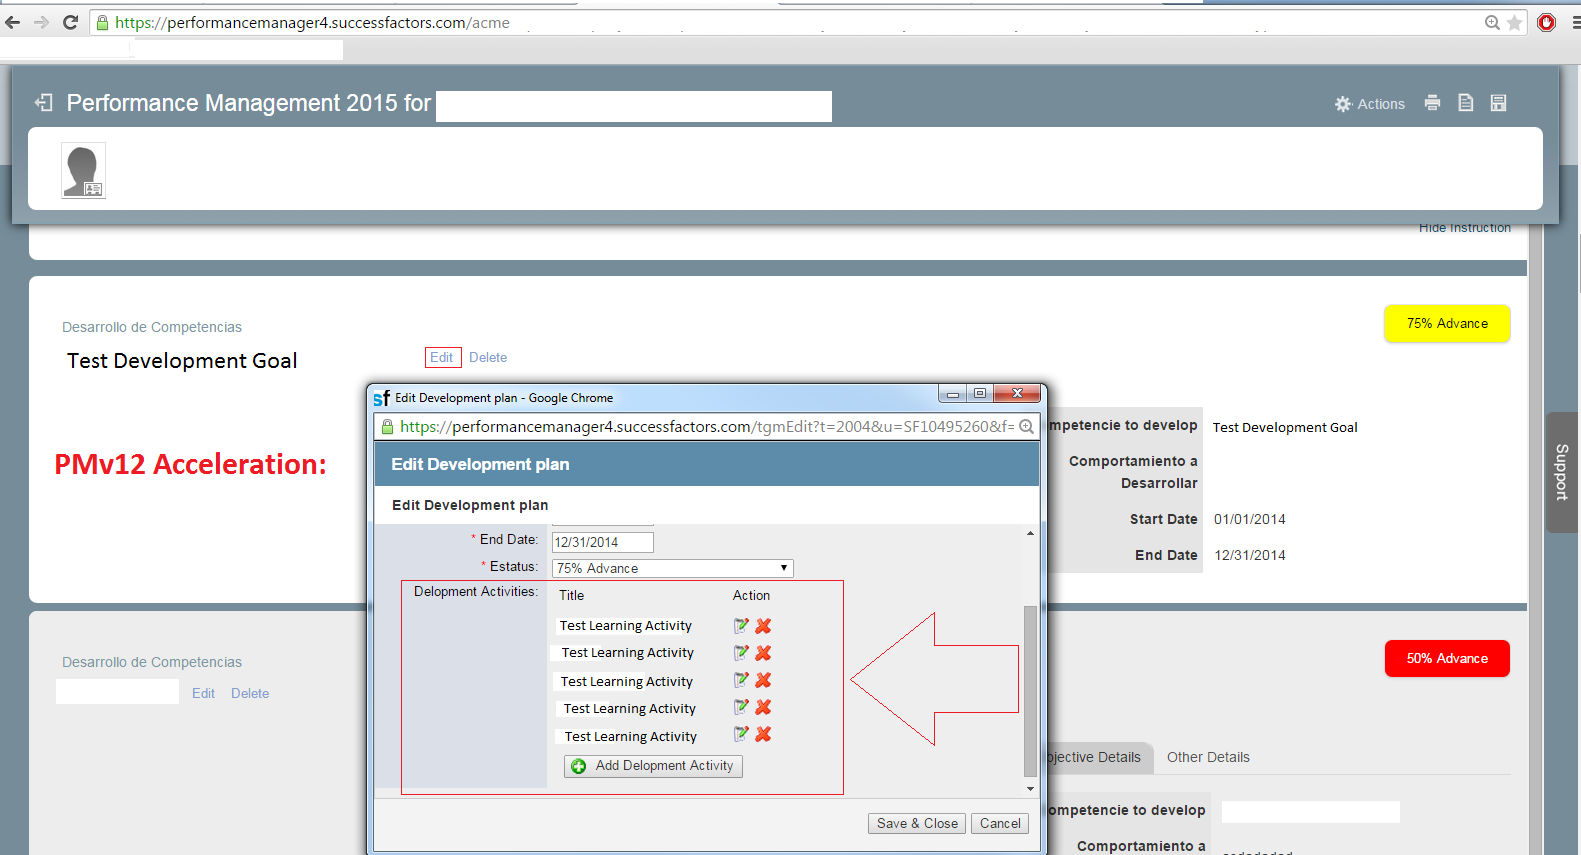 https://performancemanager4.successfactors.com/acme
Performance Management 2015 for
Actions
Hide Instruction
Desarrollo de Competencias
75% Advance
Test Development Goal
Edit
Delete
PMv12 Acceleration:
sf Edit Development plan - Google Chrome
https://performancemanager4.successfactors.com/tgmEdit?t=2004&u=SF10495260&f=
Edit Development plan
Edit Development plan
* End Date: 12/31/2014
* Estatus: 75% Advance
Delopment Activities: Title Action
Test Learning Activity
Test Learning Activity
Test Learning Activity
Test Learning Activity
Test Learning Activity
Add Delopment Activity
Save & Close
Cancel
mpetencie to develop Test Development Goal
Comportamiento a
Desarrollar
Start Date 01/01/2014
End Date 12/31/2014
Support
Desarrollo de Competencias
50% Advance
Edit
Delete
ojective Details
Other Details
ompetencie to develop
Comportamiento a